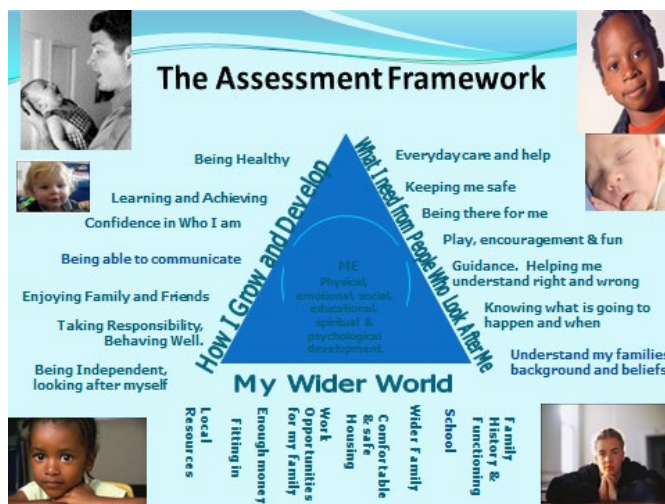 The Assessment Framework
Being Healthy
Learning and Achieving
Confidence in Who I am
Being able to communicate
Enjoying Family and Friends
Taking Responsibility,
Behaving Well.
Being Independent,
looking after myself
How I Grow and Develop
What I need from People Who Look After Me
Everyday care and help
Keeping me safe
Being there for me
Play, encouragement & fun
Guidance. Helping me
understand right and wrong
Knowing what is going to
happen and when
Understand my families
background and beliefs
ME
Physical,
emotional, social,
educational,
spiritual &
psychological
development
My Wider World
Local
Resources
Fitting in
Enough money
for my family
Opportunities
Work
Housing
& safe
Comfortable
Wider Family
School
Functioning
History &
Family